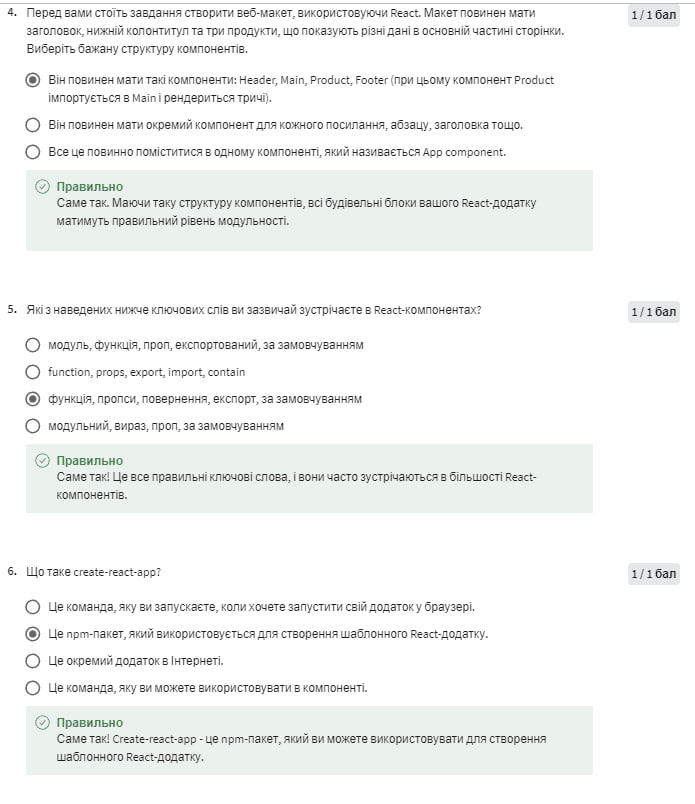 4. Перед вами стоїть завдання створити веб-макет, використовуючи React. Макет повинен мати
1 / 1 бал
заголовок, нижній колонтитул та три продукти, що показують різні дані в основній частині сторінки.
Виберіть бажану структуру компонентів.
Він повинен мати такі компоненти: Header, Main, Product, Footer (при цьому компонент Product
імпортується в Main і рендериться тричі).
Він повинен мати окремий компонент для кожного посилання, абзацу, заголовка тощо.
Все це повинно поміститися в одному компоненті, який називається App component.
Правильно
Саме так. Маючи таку структуру компонентів, всі будівельні блоки вашого React-додатку
матимуть правильний рівень модульності.
5. Які з наведених нижче ключових слів ви зазвичай зустрічаєте в React-компонентах?
1 / 1 бал
модуль, функція, проп, експортований, за замовчуванням
function, props, export, import, contain
функція, пропси, повернення, експорт, за замовчуванням
модульний, вираз, проп, за замовчуванням
Правильно
Саме так! Це все правильні ключові слова, і вони часто зустрічаються в більшості React-
компонентів.
6. Що таке create-react-app?
1 / 1 бал
Це команда, яку ви запускаєте, коли хочете запустити свій додаток у браузері.
Це npm-пакет, який використовується для створення шаблонного React-додатку.
Це окремий додаток в Інтернеті.
Це команда, яку ви можете використовувати в компоненті.
Правильно
Саме так! Create-react-app - це npm-пакет, який ви можете використовувати для створення
шаблонного React-додатку.